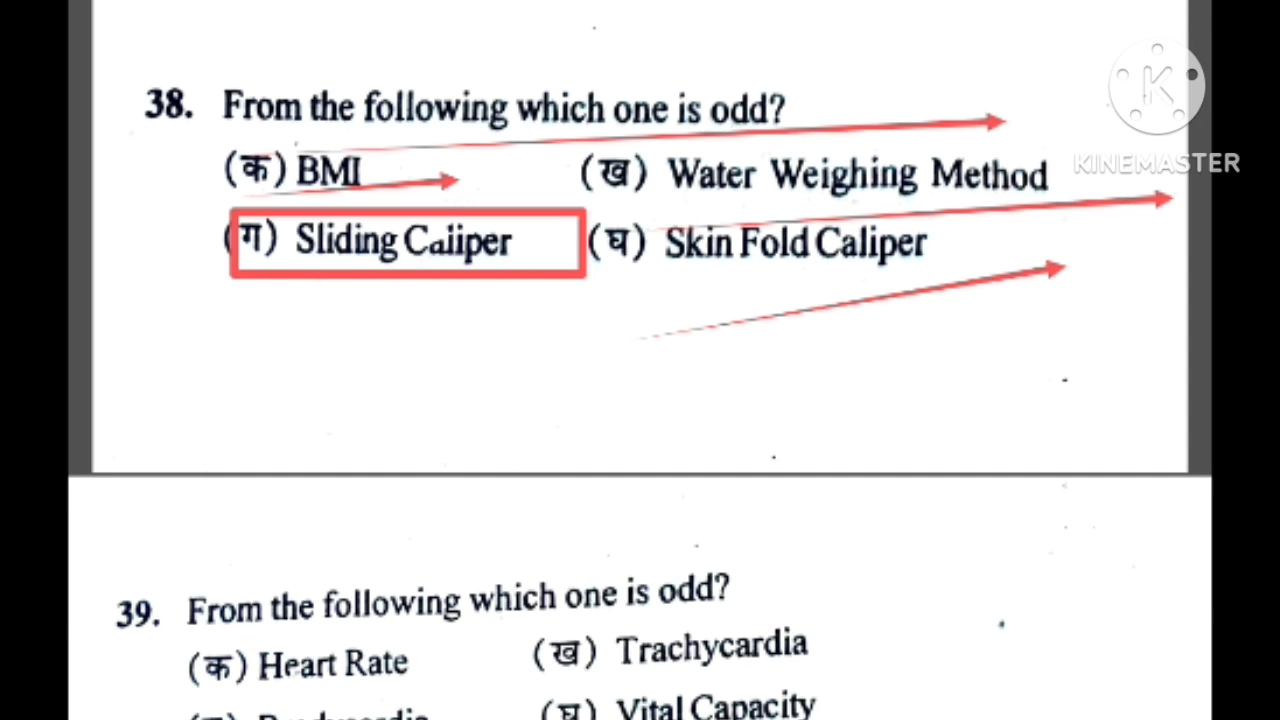 38. From the following which one is odd?
(क) BMI (ख) Water Weighing Method
(ग) Sliding Caliper (घ) Skin Fold Caliper
KINEMASTER
39. From the following which one is odd?
(क) Heart Rate (ख) Trachycardia
(घ) Vital Capacity